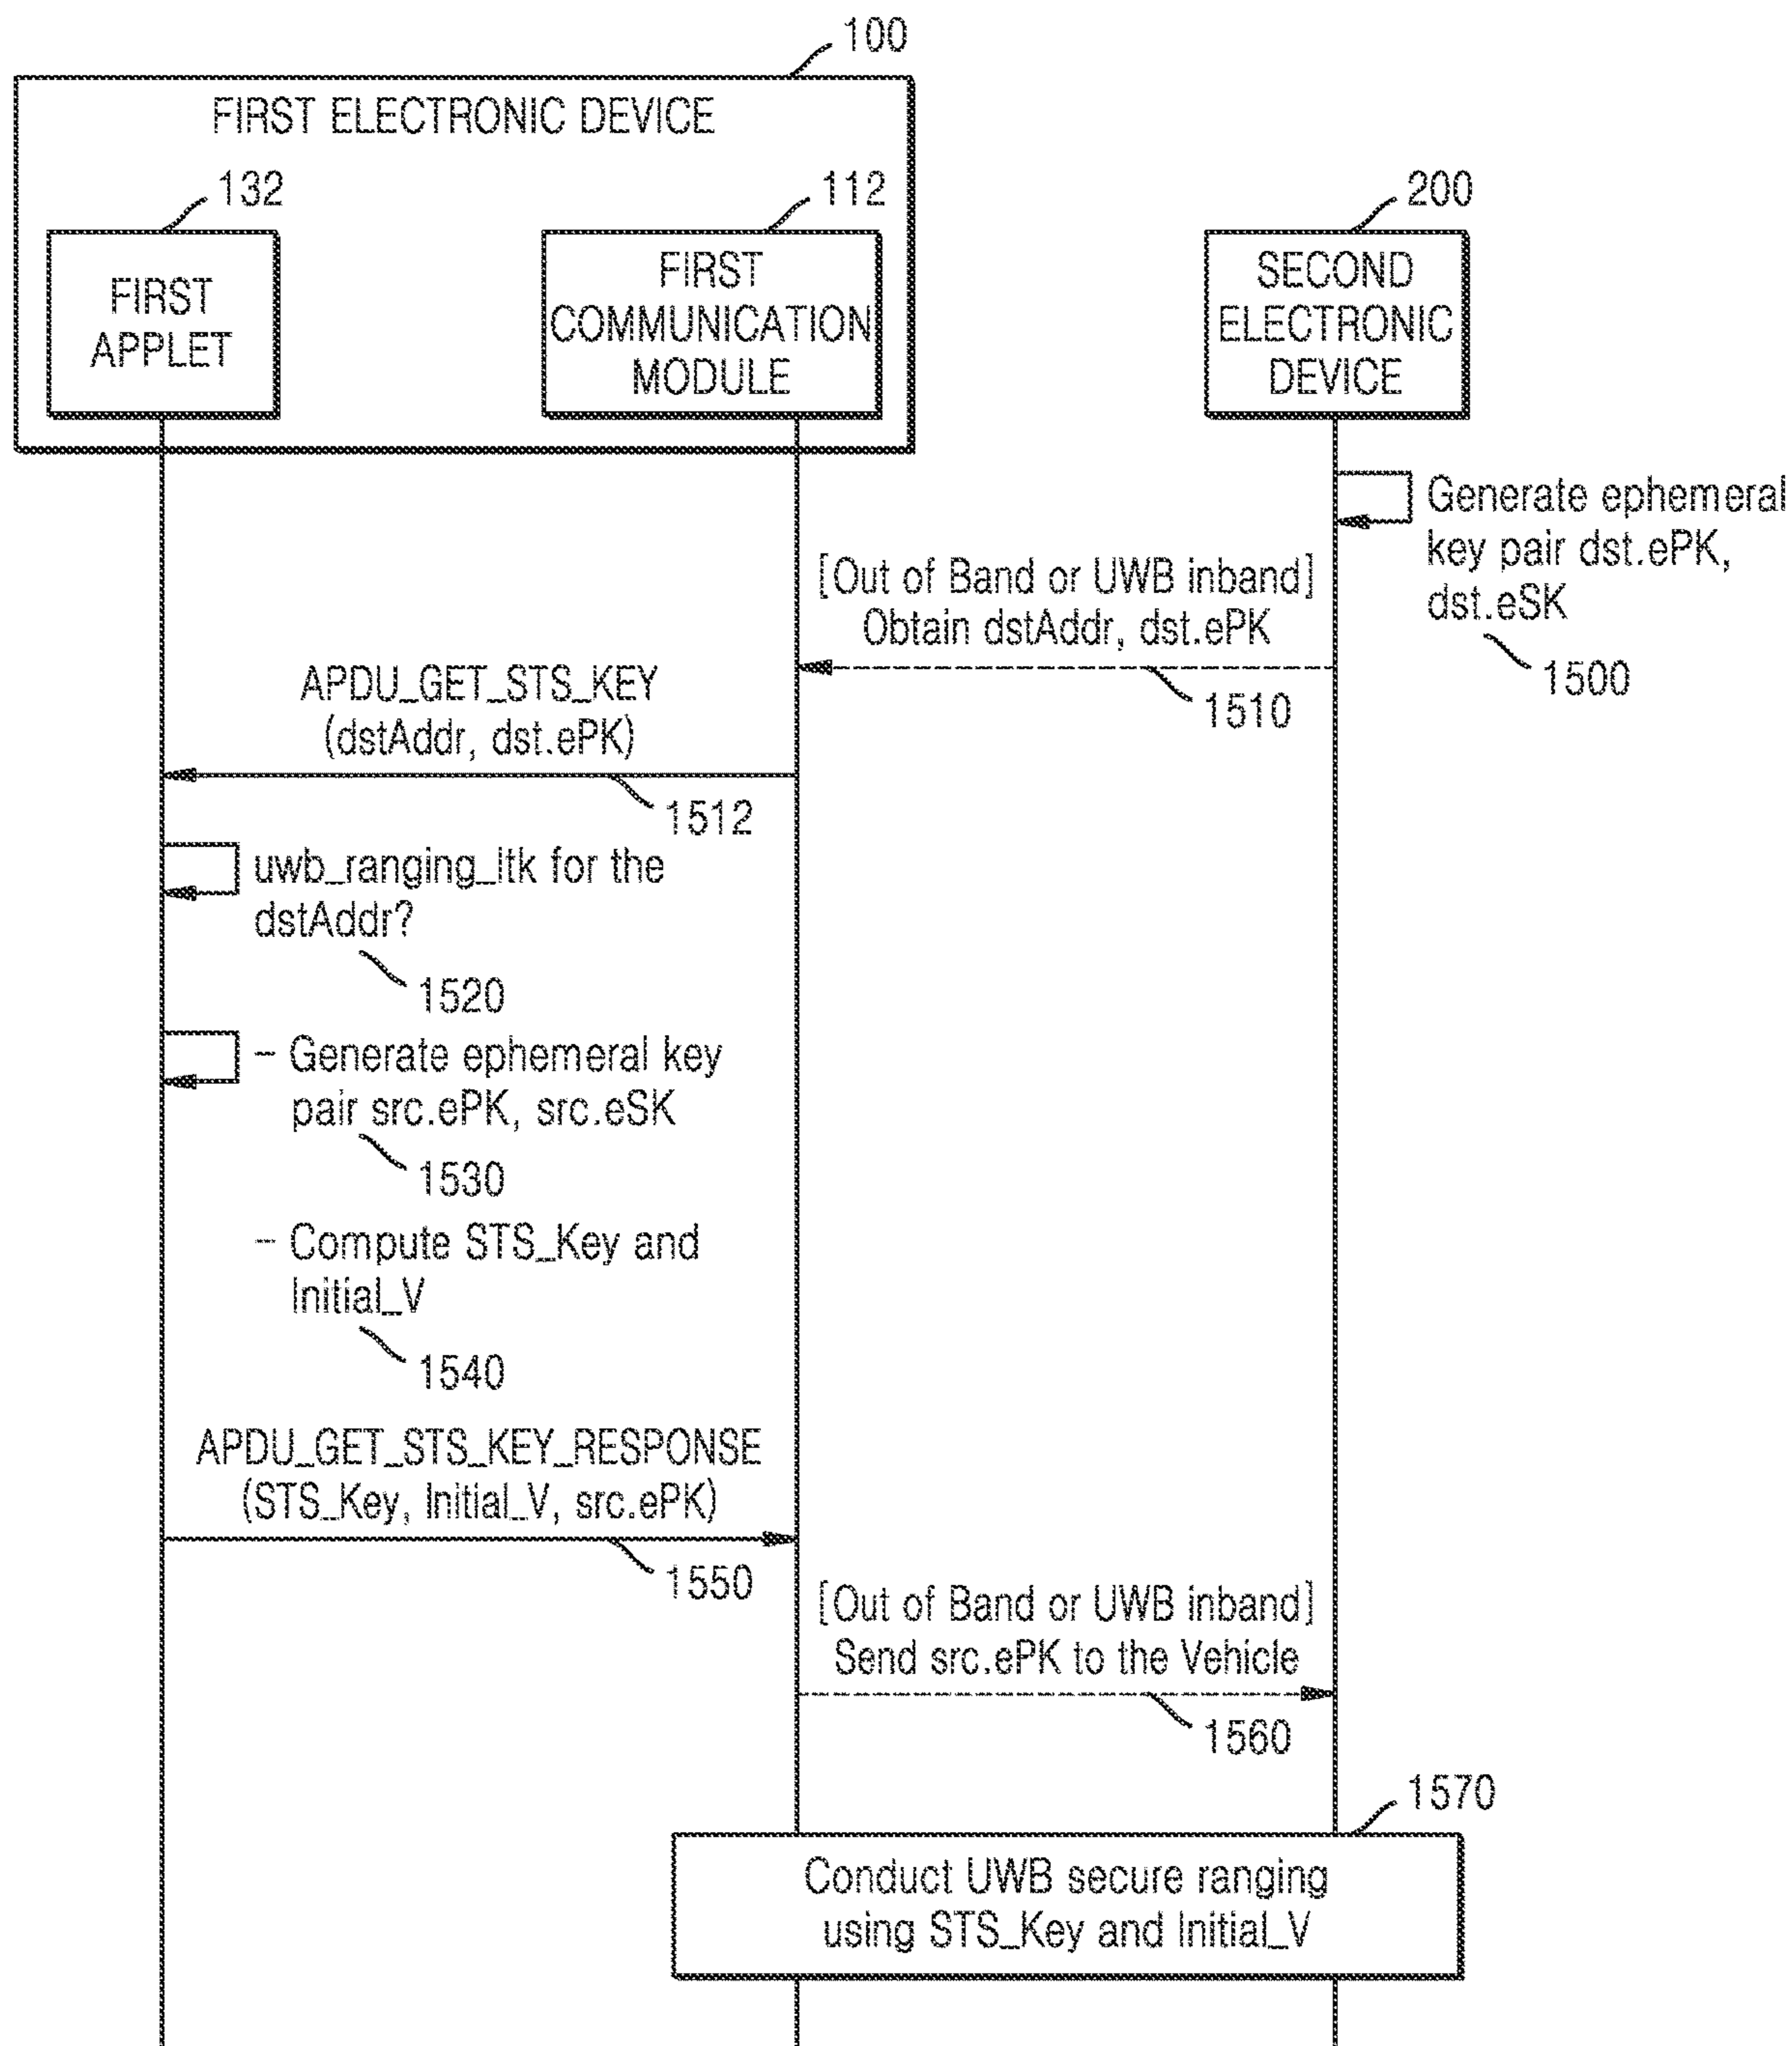 100
FIRST ELECTRONIC DEVICE
132
112
200
FIRST
APPLET
FIRST
COMMUNICATION
MODULE
SECOND
ELECTRONIC
DEVICE
Generate ephemeral
key pair dst.ePK,
dst.eSK
1500
[Out of Band or UWB inband]
Obtain dstAddr, dst.ePK
1510
APDU_GET_STS_KEY
(dstAddr, dst.ePK)
1512
uwb_ranging_ltk for the
dstAddr?
1520
- Generate ephemeral key
pair src.ePK, src.eSK
1530
- Compute STS_Key and
Initial_V
1540
APDU_GET_STS_KEY_RESPONSE
(STS_Key, Initial_V, src.ePK)
1550
[Out of Band or UWB inband]
Send src.ePK to the Vehicle
1560
1570
Conduct UWB secure ranging
using STS_Key and Initial_V